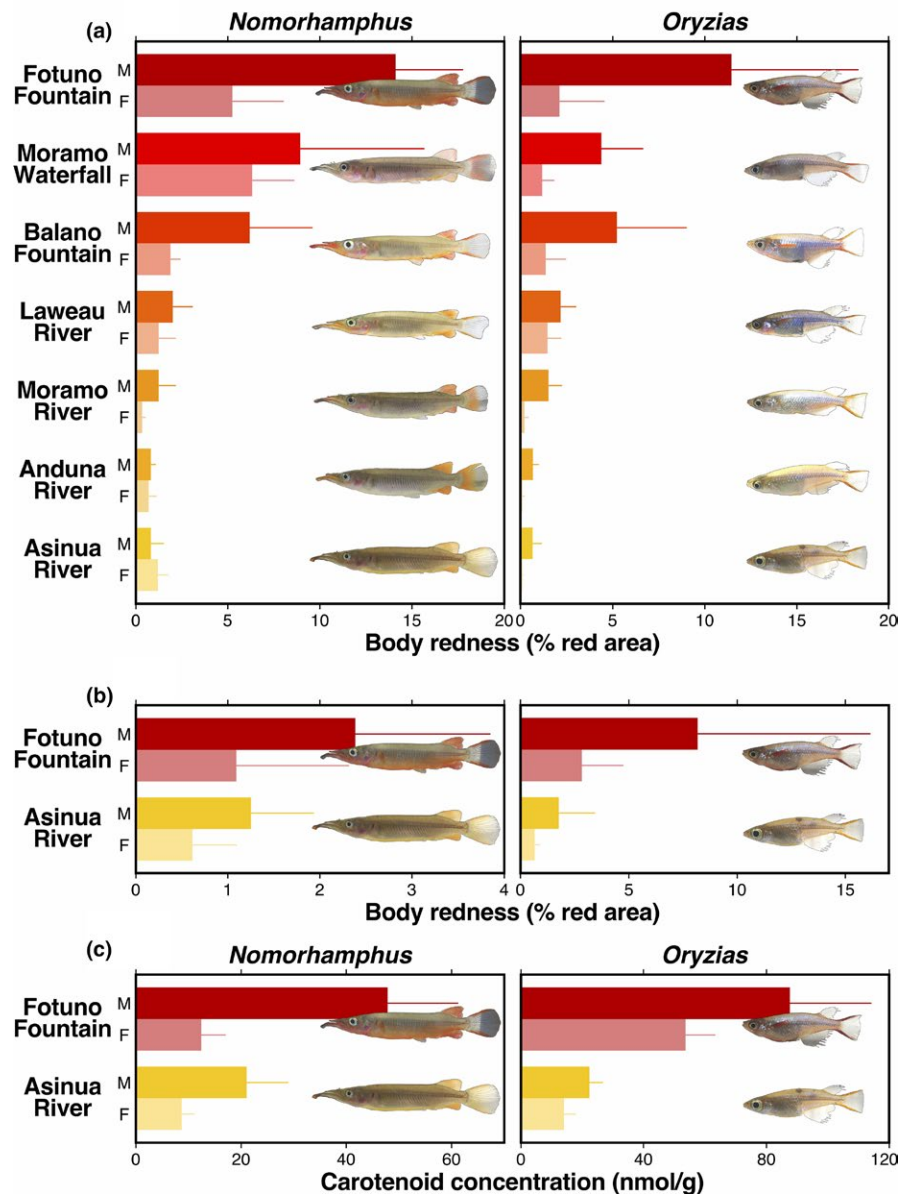 Nomorhamphus Oryzias
(a)
Fotuno
Fountain
M
F
Moramo
Waterfall
M
F
Balano
Fountain
M
F
Laweau
River
M
F
Moramo
River
M
F
Anduna
River
M
F
Asinua
River
M
F
0 5 10 15 20 0 5 10 15 20
Body redness (% red area)
(b)
Fotuno
Fountain
M
F
Asinua
River
M
F
0 1 2 3 4 0 5 10 15
Body redness (% red area)
(c)
Nomorhamphus Oryzias
Fotuno
Fountain
M
F
Asinua
River
M
F
0 20 40 60 0 40 80 120
Carotenoid concentration (nmol/g)